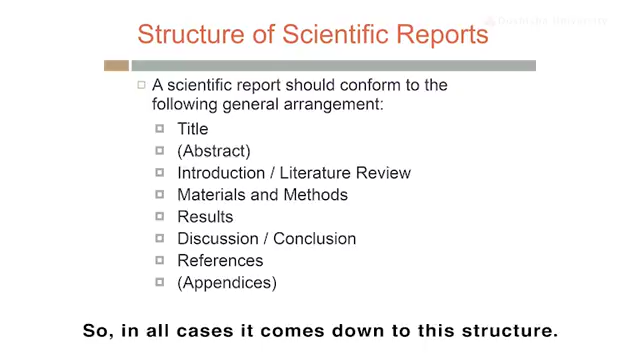 Structure of Scientific Reports
A scientific report should conform to the
following general arrangement:
Title
(Abstract)
Introduction / Literature Review
Materials and Methods
Results
Discussion / Conclusion
References
(Appendices)
So, in all cases it comes down to this structure.